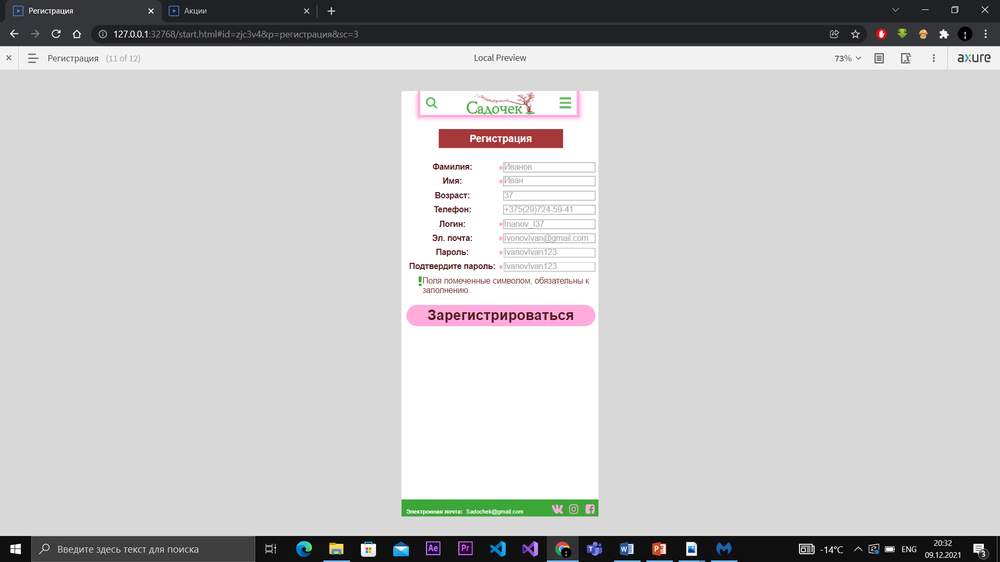 Регистрация
Акции
127.0.0.1:32768/start.html#id=zjc3v4&p=регистрация&sc=3
Регистрация (11 of 12)
Local Preview
73%
axure
Садочек
Регистрация
Фамилия: Иванов
Имя: Иван
Возраст: 37
Телефон: +375(29)724-59-41
Логин: Inanov_I37
Эл. почта: IvonovIvan@gmail.com
Пароль: IvanovIvan123
Подтвердите пароль: IvanovIvan123
Поля помеченные символом, обязательны к
заполнению.
Зарегистрироваться
Электронная почта: Sadochek@gmail.com
Введите здесь текст для поиска
Ae
Pr
-14°C
ENG
20:32
09.12.2021
3